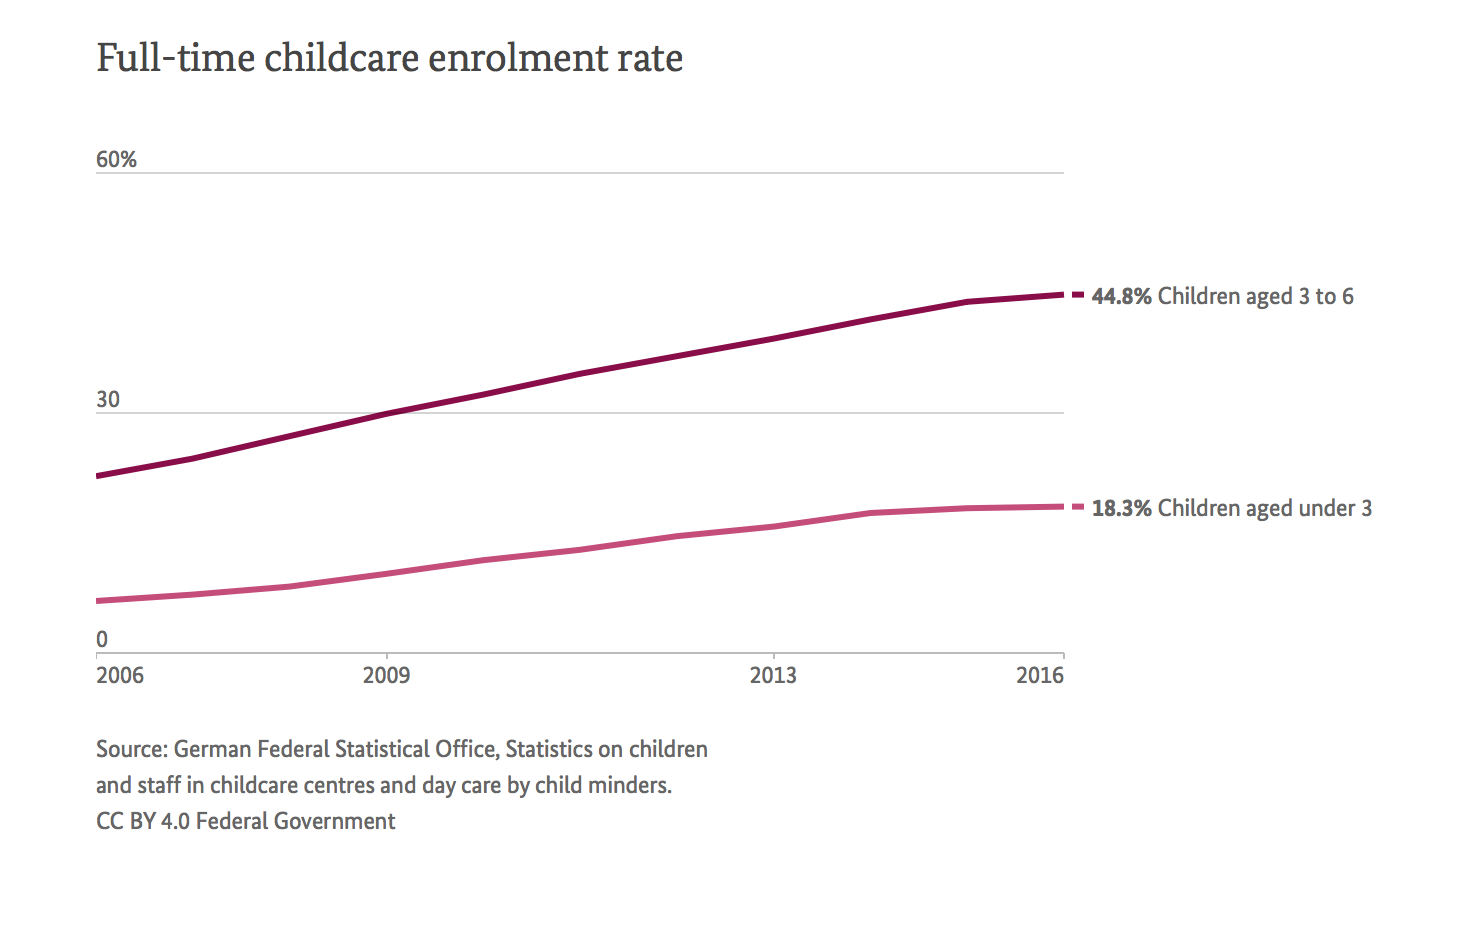 Full-time childcare enrolment rate
60%
44.8% Children aged 3 to 6
30
18.3% Children aged under 3
0
2006 2009 2013 2016
Source: German Federal Statistical Office, Statistics on children
and staff in childcare centres and day care by child minders.
CC BY 4.0 Federal Government